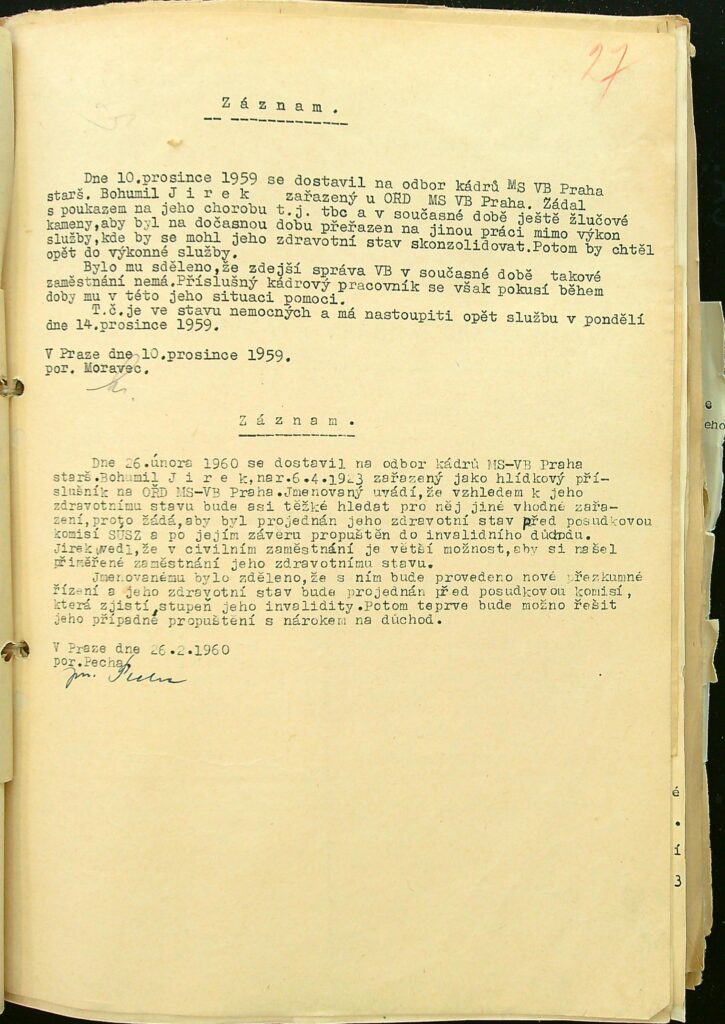 27
Záznam.
Dne 10.prosince 1959 se dostavil na odbor kádrů MS VB Praha
starš. Bohumil J i r e k   zařazený u OŘD MS VB Praha. Žádal
s poukazem na jeho chorobu t.j. tbc a v současné době ještě žlučové
kameny,aby byl na dočasnou dobu přeřazen na jinou práci mimo výkon
služby,kde by se mohl jeho zdravotní stav skonzolidovat.Potom by chtěl
opět do výkonné služby.
Bylo mu sděleno,že zdejší správa VB v současné době takové
zaměstnání nemá.Příslušný kádrový pracovník se však pokusí během
doby mu v této jeho situaci pomoci.
T.č.je ve stavu nemocných a má nastoupiti opět službu v pondělí
dne 14.prosince 1959.
V Praze dne 10.prosince 1959.
por. Moravec.
Záznam.
Dne 26.února 1960 se dostavil na odbor kádrů MS-VB Praha
starš.Bohumil J i r e k,nar.6.4.1923 zařazený jako hlídkový pří-
slušník na OŘD MS-VB Praha.Jmenovaný uvádí,že vzhledem k jeho
zdravotnímu stavu bude asi těžké hledat pro něj jiné vhodné zařa-
zení,proto žádá,aby byl projednán jeho zdravotní stav před posudkovou
komisí SÚSZ a po jejím závěru propuštěn do invalidního důchodu.
Jirek vedl,že v civilním zaměstnání je větší možnost,aby si našel
přiměřené zaměstnání jeho zdravotnímu stavu.
Jmenovanému bylo zděleno,že s ním bude provedeno nové přezkumné
řízení a jeho zdravotní stav bude projednán před posudkovou komisí,
která zjistí stupeň jeho invalidity.Potom teprve bude možno řešit
jeho případné propuštění s nárokem na důchod.
V Praze dne 26.2.1960
por.Pecha
por. Pecha
e
eho
é
.
í
3